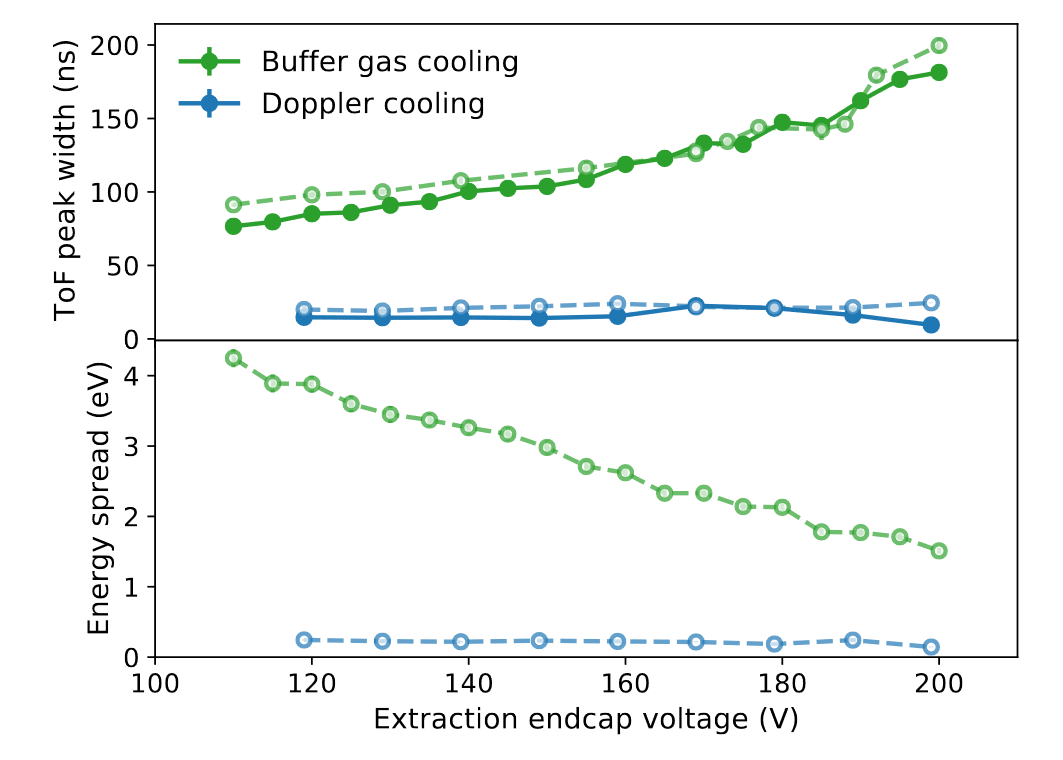 ToF peak width (ns)
200
150
100
50
0
Buffer gas cooling
Doppler cooling
Energy spread (eV)
4
3
2
1
0
100 120 140 160 180 200
Extraction endcap voltage (V)